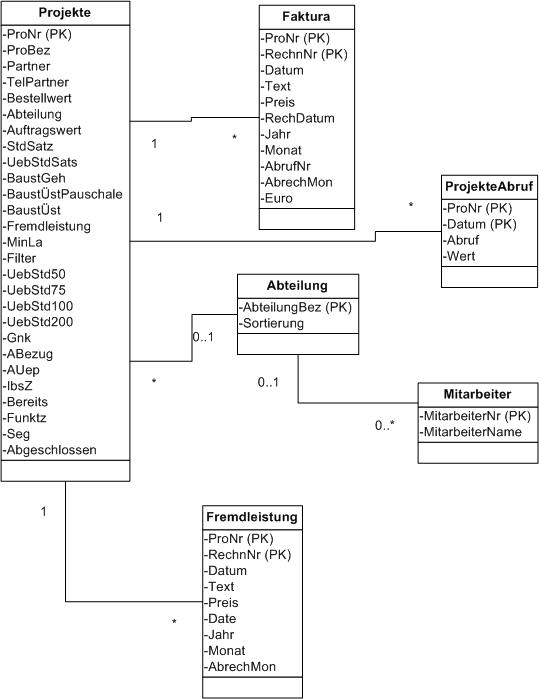 Projekte
-ProNr (PK)
-ProBez
-Partner
-TelPartner
-Bestellwert
-Abteilung
-Auftragswert
-StdSatz
-UebStdSats
-BaustGeh
-BaustÜstPauschale
-BaustÜst
-Fremdleistung
-MinLa
-Filter
-UebStd50
-UebStd75
-UebStd100
-UebStd200
-Gnk
-ABezug
-AUep
-IbsZ
-Bereits
-Funktz
-Seg
-Abgeschlossen
Faktura
-ProNr (PK)
-RechnNr (PK)
-Datum
-Text
-Preis
-RechDatum
-Jahr
-Monat
-AbrufNr
-AbrechMon
-Euro
1
*
ProjekteAbruf
-ProNr (PK)
-Datum (PK)
-Abruf
-Wert
1
*
Abteilung
-AbteilungBez (PK)
-Sortierung
0..1
*
0..1
Mitarbeiter
-MitarbeiterNr (PK)
-MitarbeiterName
0..*
1
Fremdleistung
-ProNr (PK)
-RechnNr (PK)
-Datum
-Text
-Preis
-Date
-Jahr
-Monat
-AbrechMon
*